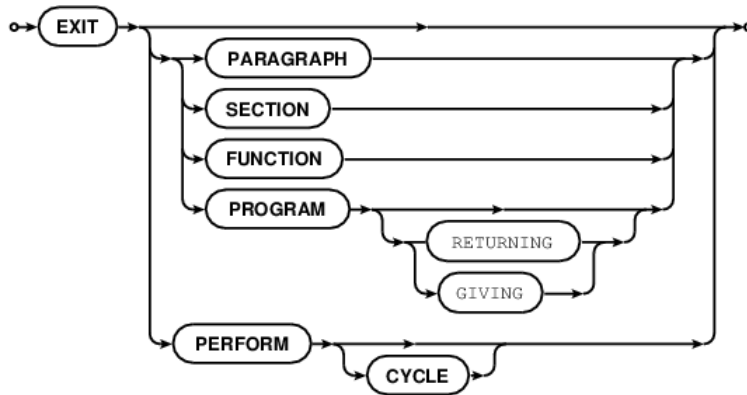 EXIT
PARAGRAPH
SECTION
FUNCTION
PROGRAM
RETURNING
GIVING
PERFORM
CYCLE